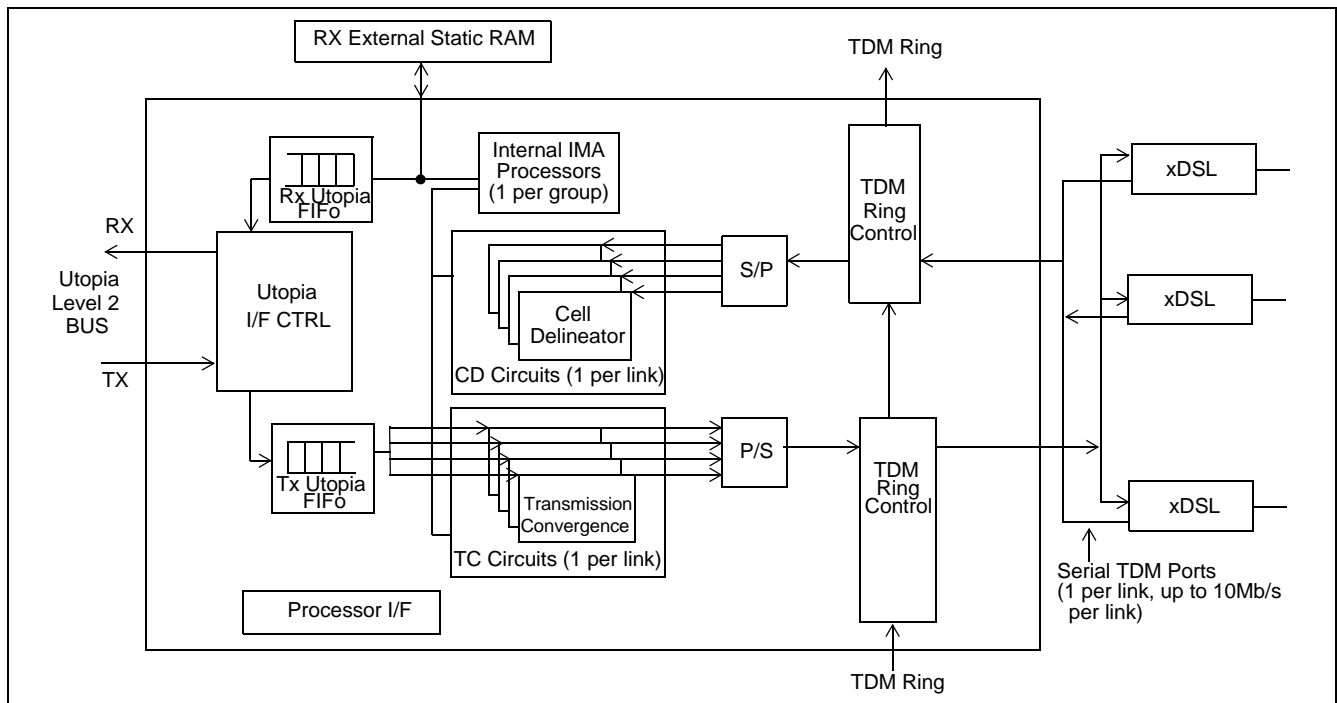 RX External Static RAM
TDM Ring
Internal IMA
Processors
(1 per group)
Rx Utopia
FIFo
TDM
Ring
Control
xDSL
RX
Utopia
Level 2
BUS
TX
Utopia
I/F CTRL
S/P
Cell
Delineator
CD Circuits (1 per link)
xDSL
Tx Utopia
FIFo
P/S
TDM
Ring
Control
Transmission
Convergence
TC Circuits (1 per link)
xDSL
Serial TDM Ports
(1 per link, up to 10Mb/s
per link)
Processor I/F
TDM Ring